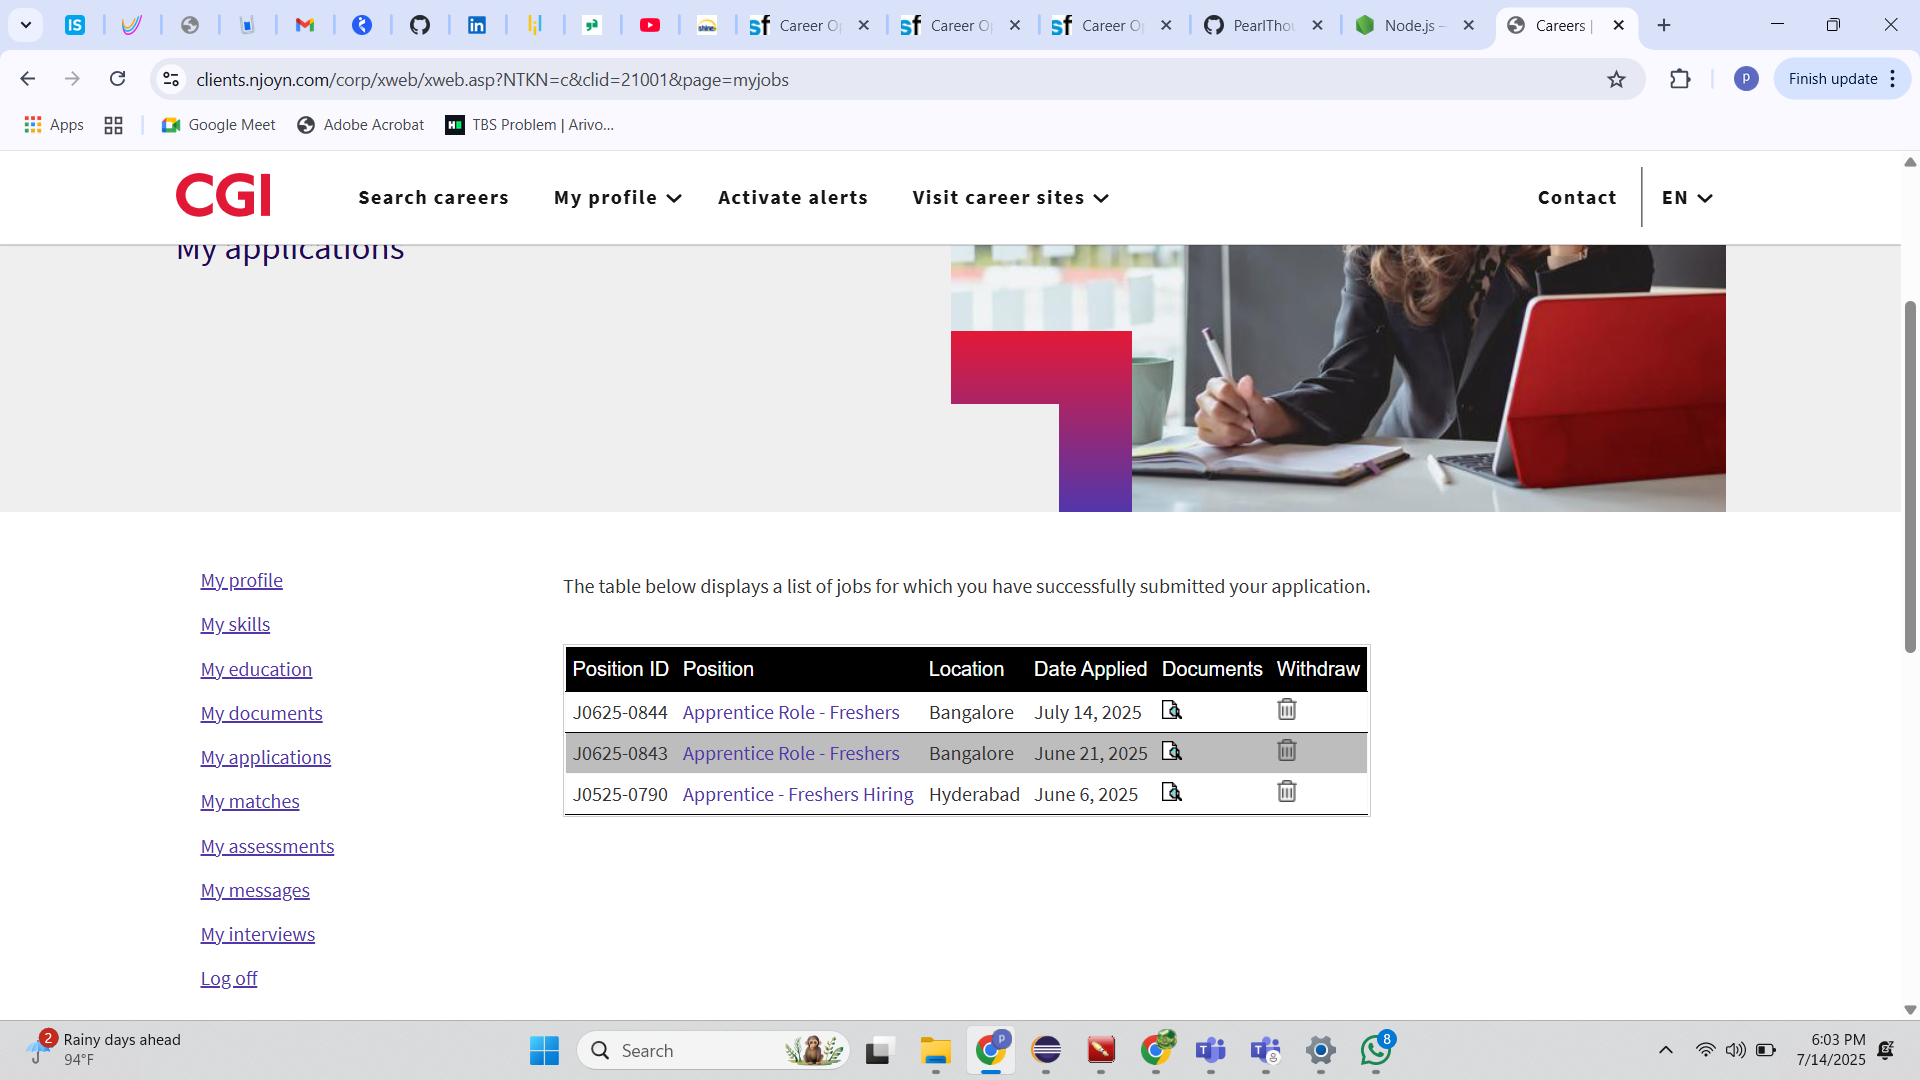 Career Op
Career Op
Career Op
PearlThou
Node.js –
Careers |
clients.njoyn.com/corp/xweb/xweb.asp?NTKN=c&clid=21001&page=myjobs
P
Finish update
Apps
Google Meet
Adobe Acrobat
TBS Problem | Arivo...
CGI
Search careers
My profile
Activate alerts
Visit career sites
Contact
EN
My applications
My profile
My skills
My education
My documents
My applications
My matches
My assessments
My messages
My interviews
Log off
The table below displays a list of jobs for which you have successfully submitted your application.
Position ID Position Location Date Applied Documents Withdraw
J0625-0844 Apprentice Role - Freshers Bangalore July 14, 2025
J0625-0843 Apprentice Role - Freshers Bangalore June 21, 2025
J0525-0790 Apprentice - Freshers Hiring Hyderabad June 6, 2025
2
Rainy days ahead
94°F
Search
8
6:03 PM
7/14/2025